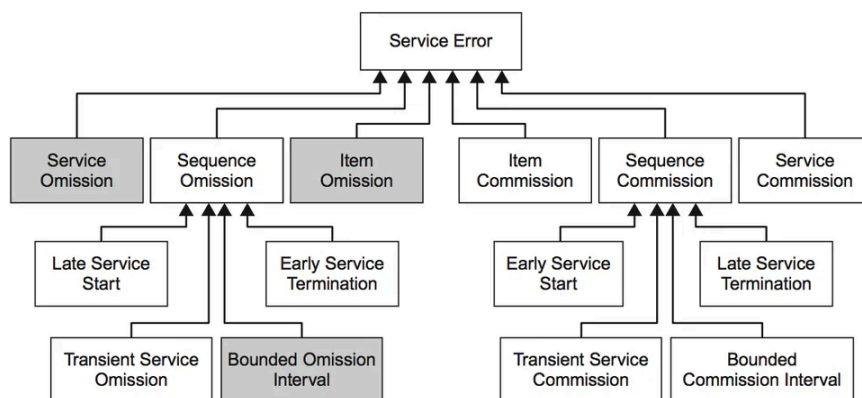 Service Error
Service
Omission
Sequence
Omission
Item
Omission
Item
Commission
Sequence
Commission
Service
Commission
Late Service
Start
Early Service
Termination
Early Service
Start
Late Service
Termination
Transient Service
Omission
Bounded Omission
Interval
Transient Service
Commission
Bounded
Commission Interval